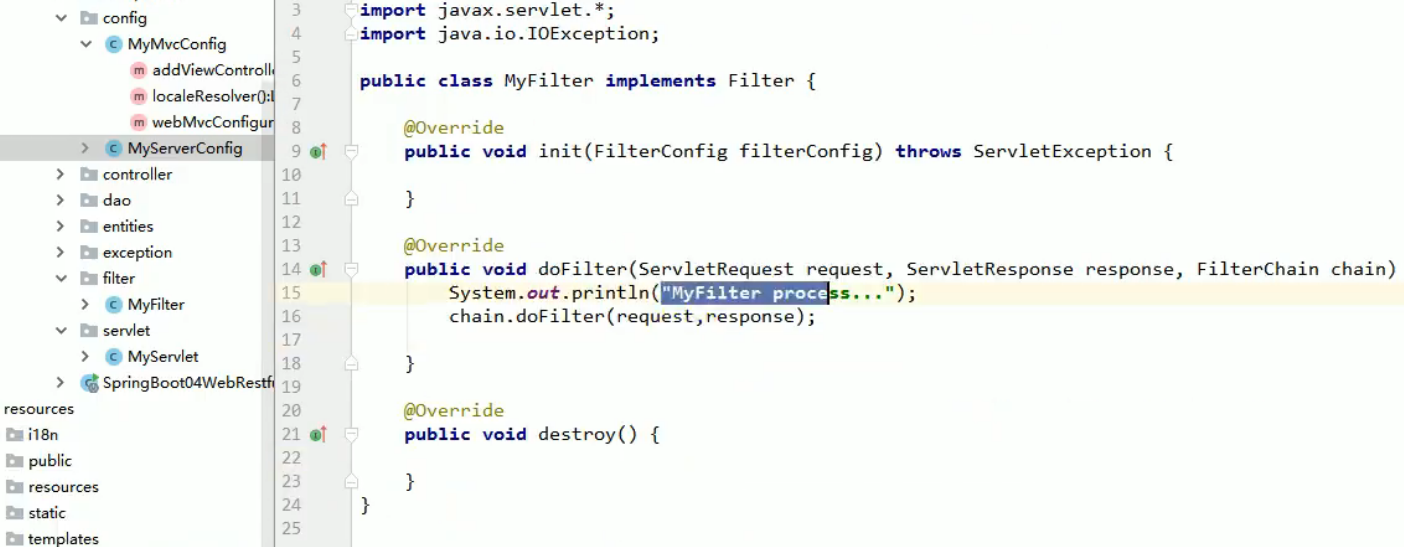 config
MyMvcConfig
addViewControlle
localeResolver():L
webMvcConfigur
MyServerConfig
controller
dao
entities
exception
filter
MyFilter
servlet
MyServlet
SpringBoot04WebRestfu
resources
i18n
public
resources
static
templates
3 import javax.servlet.*;
4 import java.io.IOException;
5
6 public class MyFilter implements Filter {
7
8 @Override
9 public void init(FilterConfig filterConfig) throws ServletException {
10
11 }
12
13 @Override
14 public void doFilter(ServletRequest request, ServletResponse response, FilterChain chain)
15 System.out.println("MyFilter process...");
16 chain.doFilter(request,response);
17
18 }
19
20 @Override
21 public void destroy() {
22
23 }
24 }
25